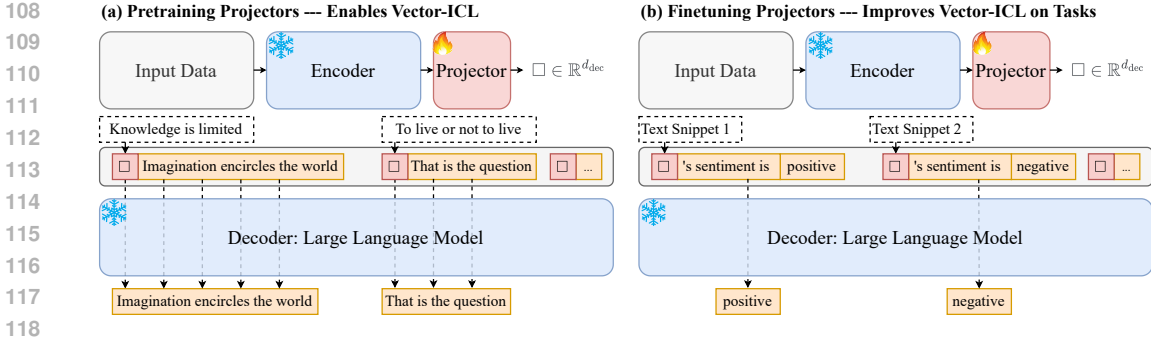 108
109
110
111
112
113
114
115
116
117
118
(a) Pretraining Projectors --- Enables Vector-ICL
Input Data
Encoder
Projector
□ ∈ ℝ^{d_dec}
Knowledge is limited
To live or not to live
□ Imagination encircles the world
□ That is the question
□ ...
Decoder: Large Language Model
Imagination encircles the world
That is the question
(b) Finetuning Projectors --- Improves Vector-ICL on Tasks
Input Data
Encoder
Projector
□ ∈ ℝ^{d_dec}
Text Snippet 1
Text Snippet 2
□ 's sentiment is positive
□ 's sentiment is negative
□ ...
Decoder: Large Language Model
positive
negative